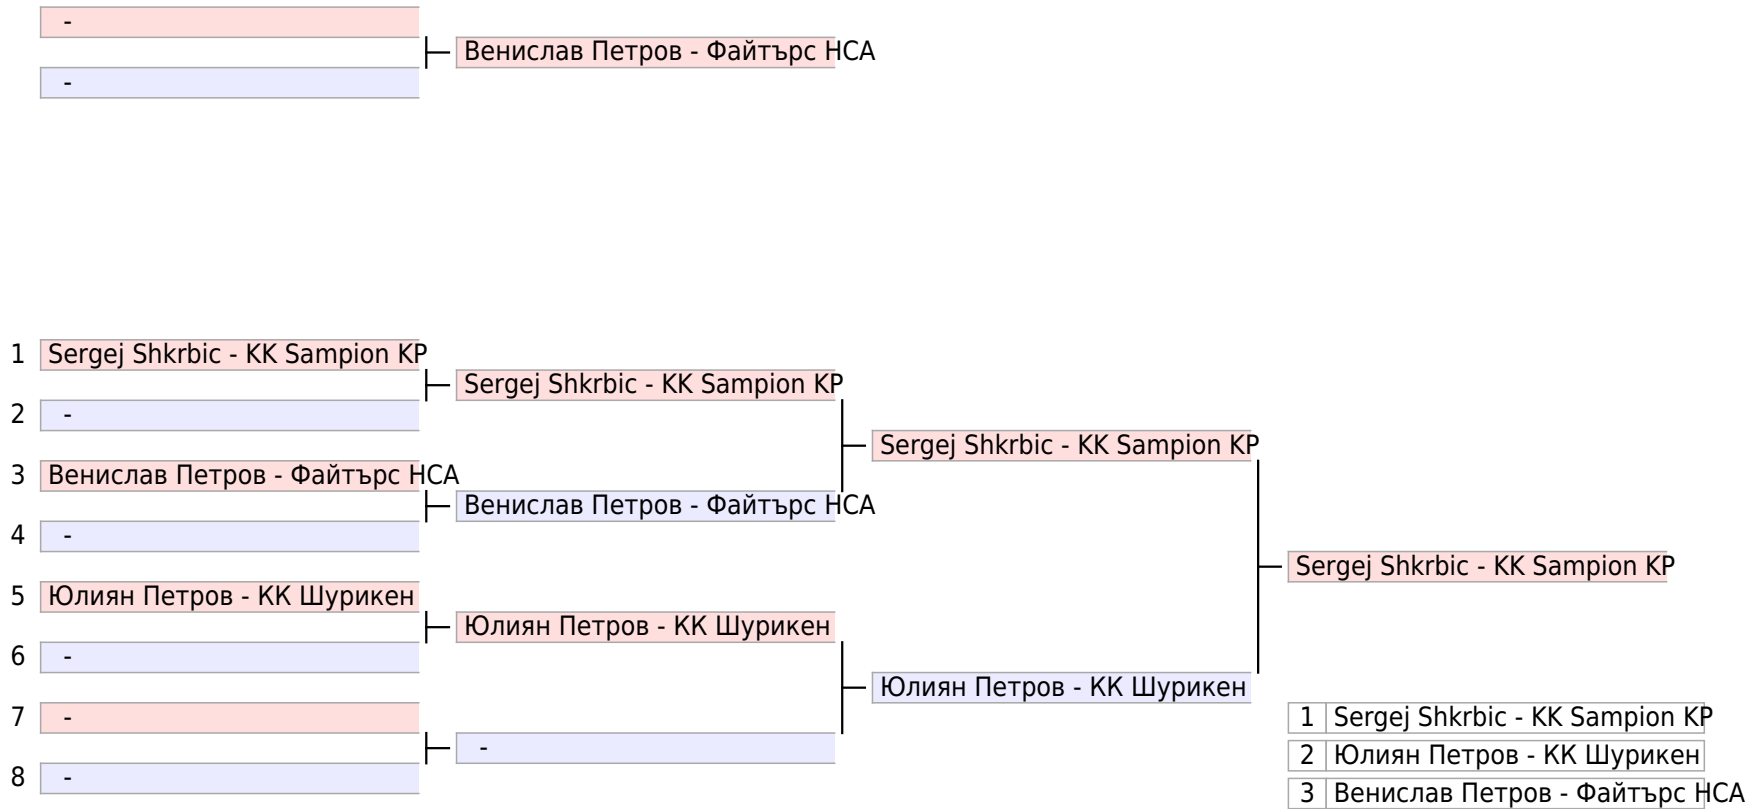 -
Венислав Петров - Файтърс НСА
-
1 Sergej Shkrbic - KK Sampion KP
Sergej Shkrbic - KK Sampion KP
2 -
Sergej Shkrbic - KK Sampion KP
3 Венислав Петров - Файтърс НСА
Венислав Петров - Файтърс НСА
4 -
Sergej Shkrbic - KK Sampion KP
5 Юлиян Петров - КК Шурикен
Юлиян Петров - КК Шурикен
6 -
Юлиян Петров - КК Шурикен
7 -
-
8 -
1 Sergej Shkrbic - KK Sampion KP
2 Юлиян Петров - КК Шурикен
3 Венислав Петров - Файтърс НСА